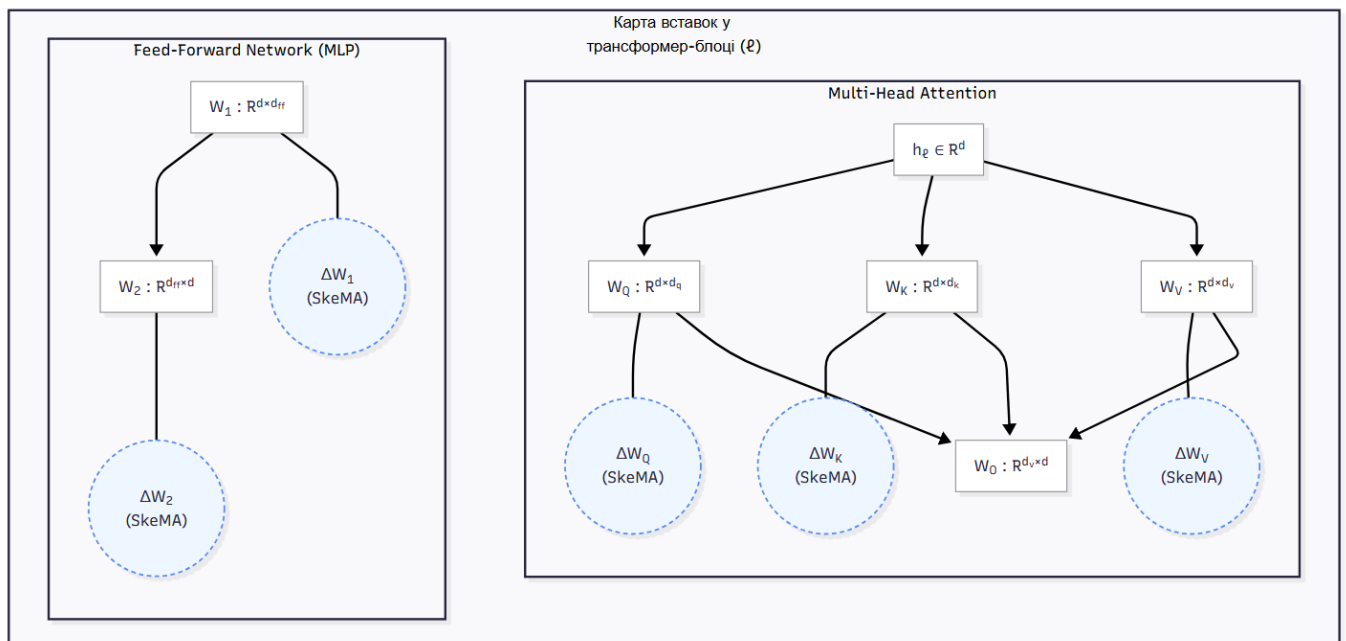 Карта вставок у
трансформер-блоці (ℓ)
Feed-Forward Network (MLP)
W₁ : R^{d×d_ff}
W₂ : R^{d_ff×d}
ΔW₁
(SkeMA)
ΔW₂
(SkeMA)
Multi-Head Attention
h_ℓ ∈ R^d
W_Q : R^{d×d_q}
W_K : R^{d×d_k}
W_V : R^{d×d_v}
ΔW_Q
(SkeMA)
ΔW_K
(SkeMA)
W_O : R^{d_v×d}
ΔW_V
(SkeMA)